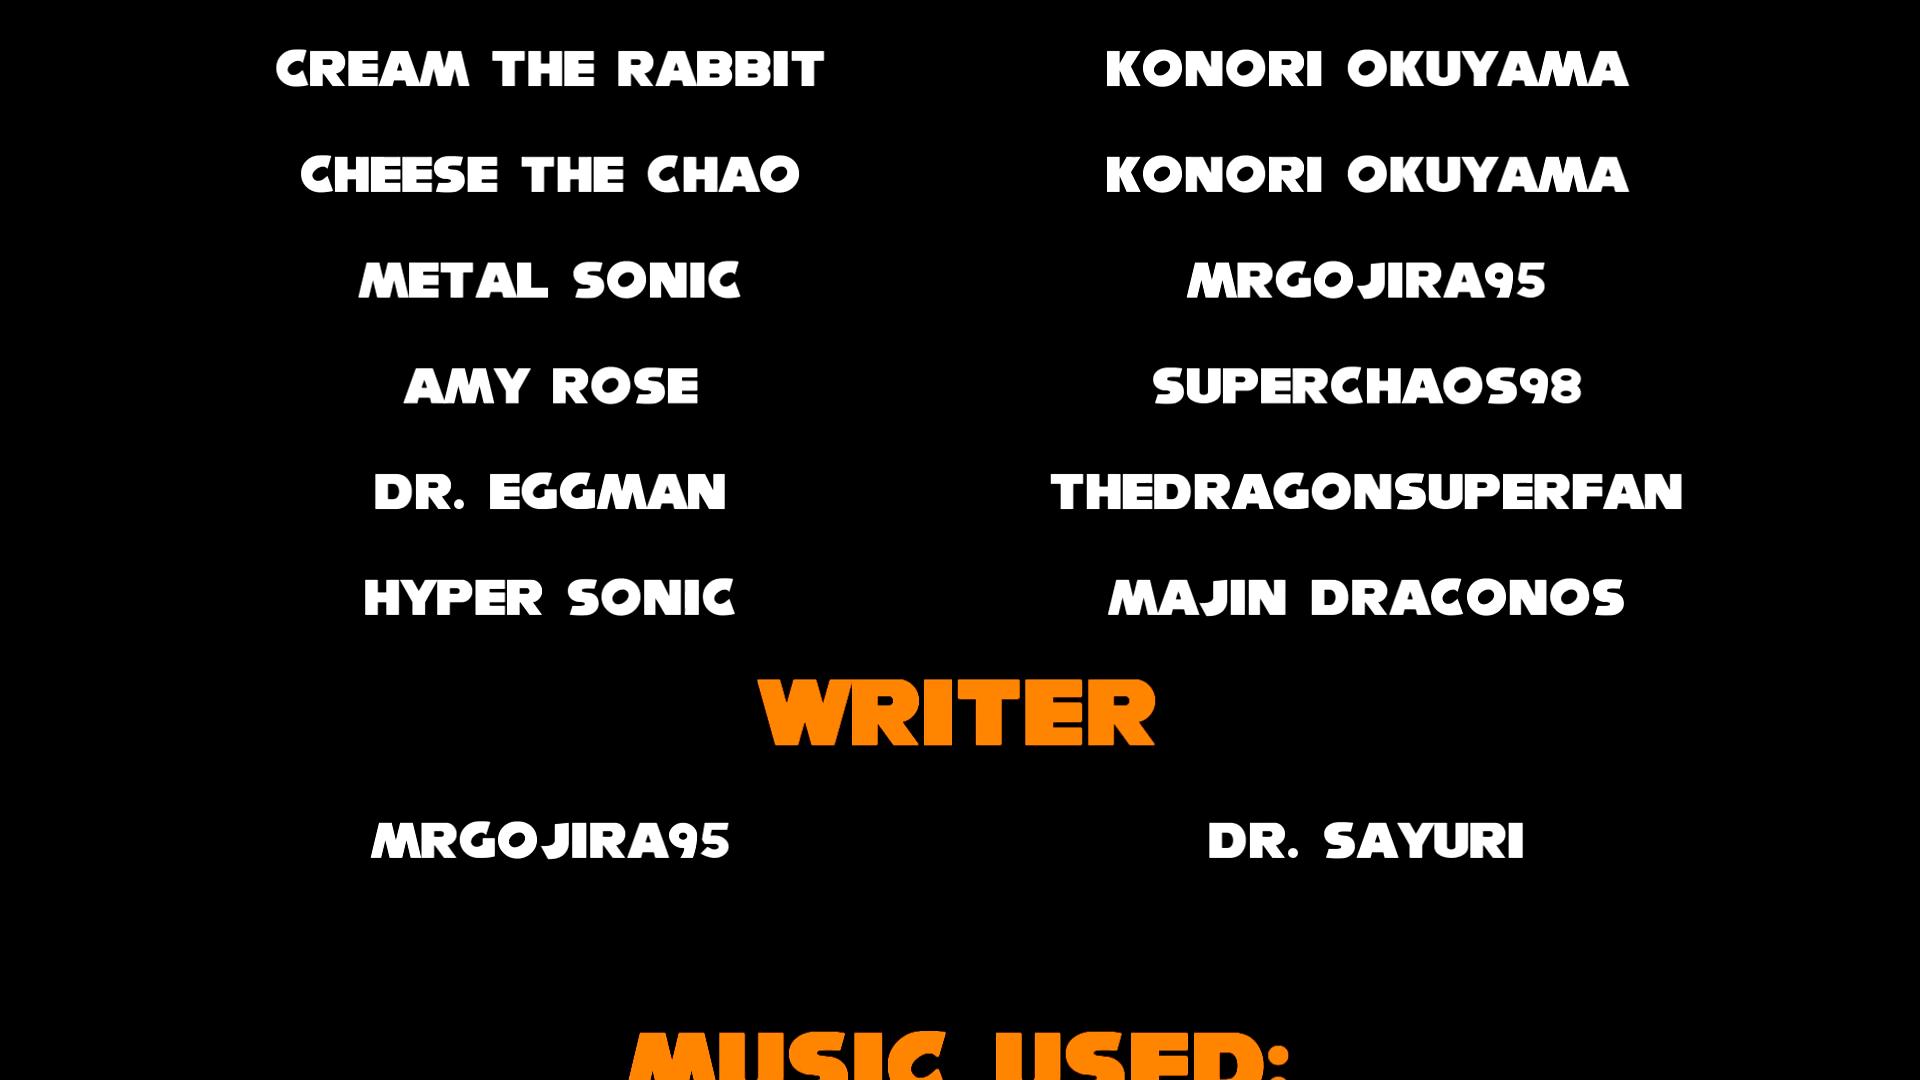 CREAM THE RABBIT KONORI OKUYAMA
CHEESE THE CHAO KONORI OKUYAMA
METAL SONIC MRGOJIRA95
AMY ROSE SUPERCHAOS98
DR. EGGMAN THEDRAGONSUPERFAN
HYPER SONIC MAJIN DRACONOS
WRITER
MRGOJIRA95 DR. SAYURI
MUSIC USED: